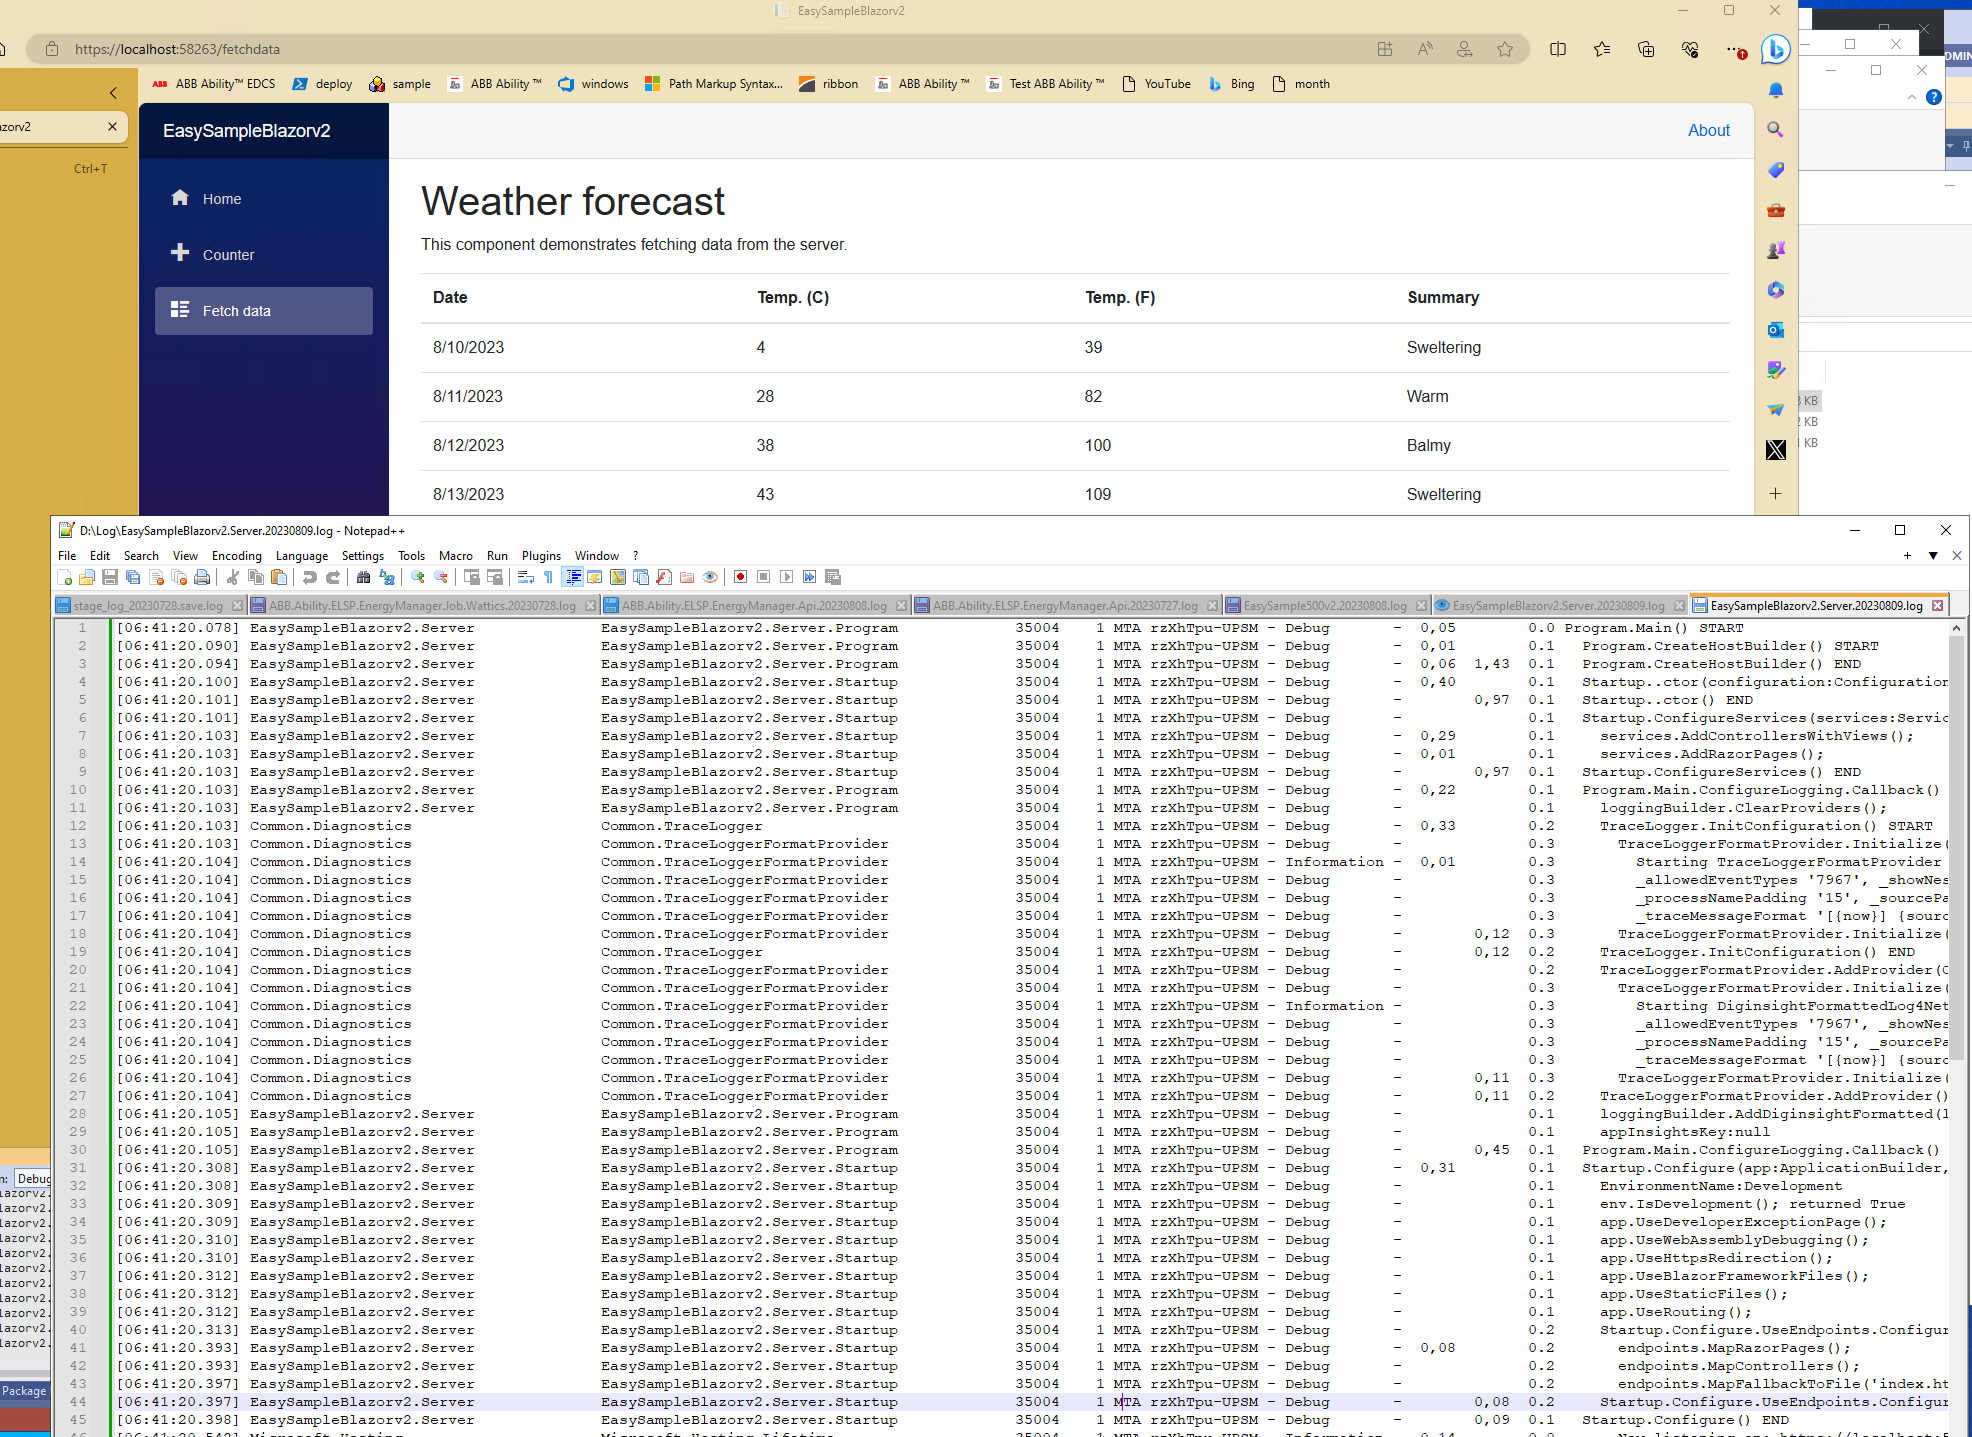 EasySampleBlazorv2
https://localhost:58263/fetchdata
ABB Ability™ EDCS deploy sample ABB Ability ™ windows Path Markup Syntax... ribbon ABB Ability ™ Test ABB Ability ™ YouTube Bing month
azorv2
Ctrl+T
EasySampleBlazorv2
About
Home
Counter
Fetch data
Weather forecast
This component demonstrates fetching data from the server.
Date Temp. (C) Temp. (F) Summary
8/10/2023 4 39 Sweltering
8/11/2023 28 82 Warm
8/12/2023 38 100 Balmy
8/13/2023 43 109 Sweltering
KB
KB
KB
D:\Log\EasySampleBlazorv2.Server.20230809.log - Notepad++
File Edit Search View Encoding Language Settings Tools Macro Run Plugins Window ?
stage_log_20230728.save.log ABB.Ability.ELSP.EnergyManager.Job.Wattics.20230728.log ABB.Ability.ELSP.EnergyManager.Api.20230808.log ABB.Ability.ELSP.EnergyManager.Api.20230727.log EasySample500v2.20230808.log EasySampleBlazorv2.Server.20230809.log EasySampleBlazorv2.Server.20230809.log
1 [06:41:20.078] EasySampleBlazorv2.Server EasySampleBlazorv2.Server.Program 35004 1 MTA rzXhTpu-UPSM - Debug - 0,05 0.0 Program.Main() START
2 [06:41:20.090] EasySampleBlazorv2.Server EasySampleBlazorv2.Server.Program 35004 1 MTA rzXhTpu-UPSM - Debug - 0,01 0.1 Program.CreateHostBuilder() START
3 [06:41:20.094] EasySampleBlazorv2.Server EasySampleBlazorv2.Server.Program 35004 1 MTA rzXhTpu-UPSM - Debug - 0,06 1,43 0.1 Program.CreateHostBuilder() END
4 [06:41:20.100] EasySampleBlazorv2.Server EasySampleBlazorv2.Server.Startup 35004 1 MTA rzXhTpu-UPSM - Debug - 0,40 0.1 Startup..ctor(configuration:Configuration
5 [06:41:20.101] EasySampleBlazorv2.Server EasySampleBlazorv2.Server.Startup 35004 1 MTA rzXhTpu-UPSM - Debug - 0,97 0.1 Startup..ctor() END
6 [06:41:20.101] EasySampleBlazorv2.Server EasySampleBlazorv2.Server.Startup 35004 1 MTA rzXhTpu-UPSM - Debug - 0.1 Startup.ConfigureServices(services:Servic
7 [06:41:20.103] EasySampleBlazorv2.Server EasySampleBlazorv2.Server.Startup 35004 1 MTA rzXhTpu-UPSM - Debug - 0,29 0.1 services.AddControllersWithViews();
8 [06:41:20.103] EasySampleBlazorv2.Server EasySampleBlazorv2.Server.Startup 35004 1 MTA rzXhTpu-UPSM - Debug - 0,01 0.1 services.AddRazorPages();
9 [06:41:20.103] EasySampleBlazorv2.Server EasySampleBlazorv2.Server.Startup 35004 1 MTA rzXhTpu-UPSM - Debug - 0,97 0.1 Startup.ConfigureServices() END
10 [06:41:20.103] EasySampleBlazorv2.Server EasySampleBlazorv2.Server.Program 35004 1 MTA rzXhTpu-UPSM - Debug - 0,22 0.1 Program.Main.ConfigureLogging.Callback()
11 [06:41:20.103] EasySampleBlazorv2.Server EasySampleBlazorv2.Server.Program 35004 1 MTA rzXhTpu-UPSM - Debug - 0.1 loggingBuilder.ClearProviders();
12 [06:41:20.103] Common.Diagnostics Common.TraceLogger 35004 1 MTA rzXhTpu-UPSM - Debug - 0,33 0.2 TraceLogger.InitConfiguration() START
13 [06:41:20.103] Common.Diagnostics Common.TraceLoggerFormatProvider 35004 1 MTA rzXhTpu-UPSM - Debug - 0.3 TraceLoggerFormatProvider.Initialize(
14 [06:41:20.104] Common.Diagnostics Common.TraceLoggerFormatProvider 35004 1 MTA rzXhTpu-UPSM - Information - 0,01 0.3 Starting TraceLoggerFormatProvider
15 [06:41:20.104] Common.Diagnostics Common.TraceLoggerFormatProvider 35004 1 MTA rzXhTpu-UPSM - Debug - 0.3 _allowedEventTypes '7967', _showNes
16 [06:41:20.104] Common.Diagnostics Common.TraceLoggerFormatProvider 35004 1 MTA rzXhTpu-UPSM - Debug - 0.3 _processNamePadding '15', _sourcePa
17 [06:41:20.104] Common.Diagnostics Common.TraceLoggerFormatProvider 35004 1 MTA rzXhTpu-UPSM - Debug - 0.3 _traceMessageFormat '[{now}] {sourc
18 [06:41:20.104] Common.Diagnostics Common.TraceLoggerFormatProvider 35004 1 MTA rzXhTpu-UPSM - Debug - 0,12 0.3 TraceLoggerFormatProvider.Initialize(
19 [06:41:20.104] Common.Diagnostics Common.TraceLogger 35004 1 MTA rzXhTpu-UPSM - Debug - 0,12 0.2 TraceLogger.InitConfiguration() END
20 [06:41:20.104] Common.Diagnostics Common.TraceLoggerFormatProvider 35004 1 MTA rzXhTpu-UPSM - Debug - 0.2 TraceLoggerFormatProvider.AddProvider(
21 [06:41:20.104] Common.Diagnostics Common.TraceLoggerFormatProvider 35004 1 MTA rzXhTpu-UPSM - Debug - 0.3 TraceLoggerFormatProvider.Initialize(
22 [06:41:20.104] Common.Diagnostics Common.TraceLoggerFormatProvider 35004 1 MTA rzXhTpu-UPSM - Information - 0.3 Starting DiginsightFormattedLog4Net
23 [06:41:20.104] Common.Diagnostics Common.TraceLoggerFormatProvider 35004 1 MTA rzXhTpu-UPSM - Debug - 0.3 _allowedEventTypes '7967', _showNes
24 [06:41:20.104] Common.Diagnostics Common.TraceLoggerFormatProvider 35004 1 MTA rzXhTpu-UPSM - Debug - 0.3 _processNamePadding '15', _sourcePa
25 [06:41:20.104] Common.Diagnostics Common.TraceLoggerFormatProvider 35004 1 MTA rzXhTpu-UPSM - Debug - 0.3 _traceMessageFormat '[{now}] {sourc
26 [06:41:20.104] Common.Diagnostics Common.TraceLoggerFormatProvider 35004 1 MTA rzXhTpu-UPSM - Debug - 0,11 0.3 TraceLoggerFormatProvider.Initialize(
27 [06:41:20.104] Common.Diagnostics Common.TraceLoggerFormatProvider 35004 1 MTA rzXhTpu-UPSM - Debug - 0,11 0.2 TraceLoggerFormatProvider.AddProvider()
28 [06:41:20.105] EasySampleBlazorv2.Server EasySampleBlazorv2.Server.Program 35004 1 MTA rzXhTpu-UPSM - Debug - 0.1 loggingBuilder.AddDiginsightFormatted(l
29 [06:41:20.105] EasySampleBlazorv2.Server EasySampleBlazorv2.Server.Program 35004 1 MTA rzXhTpu-UPSM - Debug - 0.1 appInsightsKey:null
30 [06:41:20.105] EasySampleBlazorv2.Server EasySampleBlazorv2.Server.Program 35004 1 MTA rzXhTpu-UPSM - Debug - 0,45 0.1 Program.Main.ConfigureLogging.Callback()
31 [06:41:20.308] EasySampleBlazorv2.Server EasySampleBlazorv2.Server.Startup 35004 1 MTA rzXhTpu-UPSM - Debug - 0,31 0.1 Startup.Configure(app:ApplicationBuilder,
32 [06:41:20.308] EasySampleBlazorv2.Server EasySampleBlazorv2.Server.Startup 35004 1 MTA rzXhTpu-UPSM - Debug - 0.1 EnvironmentName:Development
33 [06:41:20.309] EasySampleBlazorv2.Server EasySampleBlazorv2.Server.Startup 35004 1 MTA rzXhTpu-UPSM - Debug - 0.1 env.IsDevelopment(); returned True
34 [06:41:20.309] EasySampleBlazorv2.Server EasySampleBlazorv2.Server.Startup 35004 1 MTA rzXhTpu-UPSM - Debug - 0.1 app.UseDeveloperExceptionPage();
35 [06:41:20.310] EasySampleBlazorv2.Server EasySampleBlazorv2.Server.Startup 35004 1 MTA rzXhTpu-UPSM - Debug - 0.1 app.UseWebAssemblyDebugging();
36 [06:41:20.310] EasySampleBlazorv2.Server EasySampleBlazorv2.Server.Startup 35004 1 MTA rzXhTpu-UPSM - Debug - 0.1 app.UseHttpsRedirection();
37 [06:41:20.312] EasySampleBlazorv2.Server EasySampleBlazorv2.Server.Startup 35004 1 MTA rzXhTpu-UPSM - Debug - 0.1 app.UseBlazorFrameworkFiles();
38 [06:41:20.312] EasySampleBlazorv2.Server EasySampleBlazorv2.Server.Startup 35004 1 MTA rzXhTpu-UPSM - Debug - 0.1 app.UseStaticFiles();
39 [06:41:20.312] EasySampleBlazorv2.Server EasySampleBlazorv2.Server.Startup 35004 1 MTA rzXhTpu-UPSM - Debug - 0.1 app.UseRouting();
40 [06:41:20.313] EasySampleBlazorv2.Server EasySampleBlazorv2.Server.Startup 35004 1 MTA rzXhTpu-UPSM - Debug - 0.2 Startup.Configure.UseEndpoints.Configur
41 [06:41:20.393] EasySampleBlazorv2.Server EasySampleBlazorv2.Server.Startup 35004 1 MTA rzXhTpu-UPSM - Debug - 0,08 0.2 endpoints.MapRazorPages();
42 [06:41:20.393] EasySampleBlazorv2.Server EasySampleBlazorv2.Server.Startup 35004 1 MTA rzXhTpu-UPSM - Debug - 0.2 endpoints.MapControllers();
43 [06:41:20.397] EasySampleBlazorv2.Server EasySampleBlazorv2.Server.Startup 35004 1 MTA rzXhTpu-UPSM - Debug - 0.2 endpoints.MapFallbackToFile('index.ht
44 [06:41:20.397] EasySampleBlazorv2.Server EasySampleBlazorv2.Server.Startup 35004 1 MTA rzXhTpu-UPSM - Debug - 0,08 0.2 Startup.Configure.UseEndpoints.Configur
45 [06:41:20.398] EasySampleBlazorv2.Server EasySampleBlazorv2.Server.Startup 35004 1 MTA rzXhTpu-UPSM - Debug - 0,09 0.1 Startup.Configure() END
n: Debug
Package